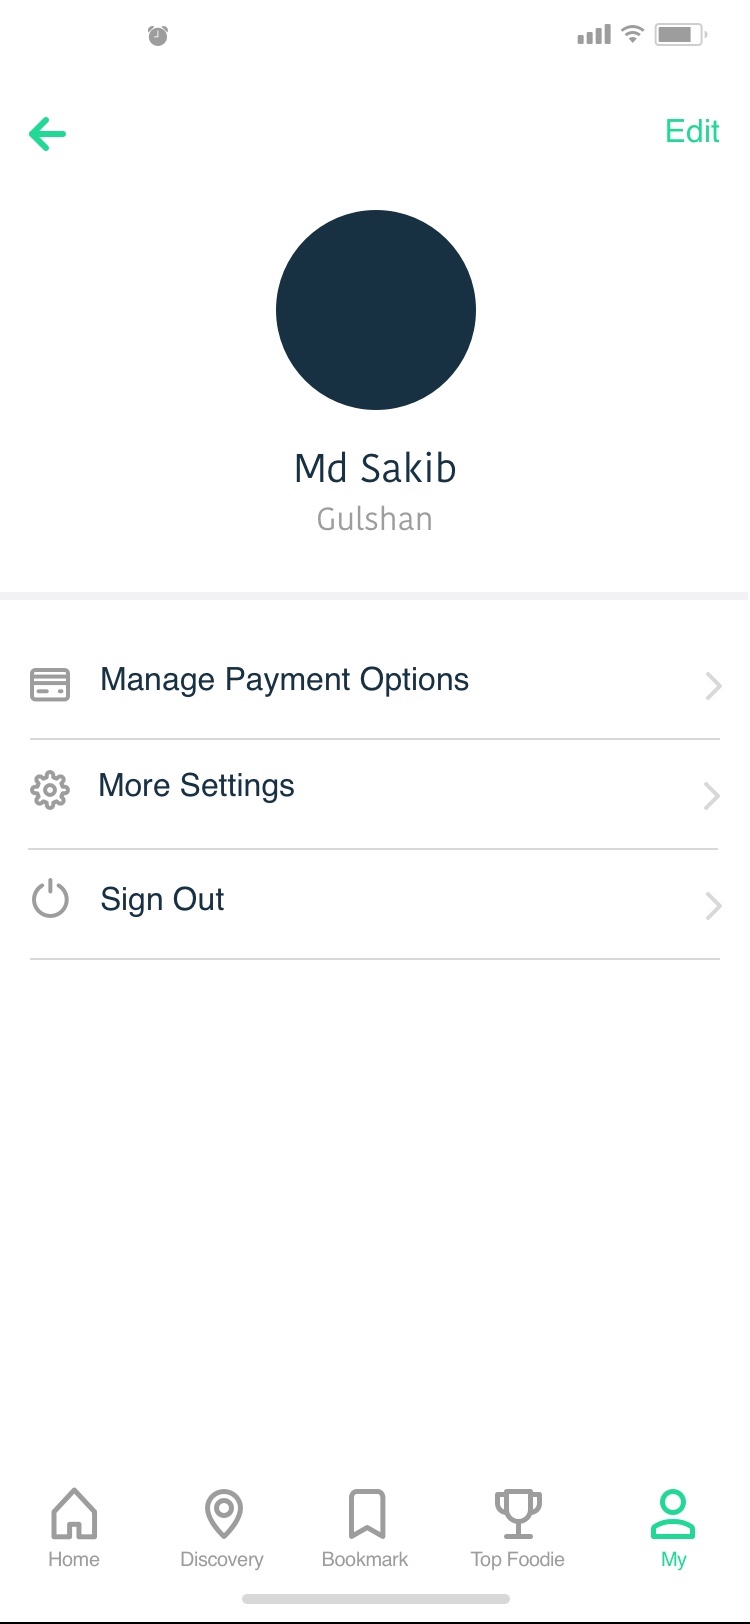 Edit
Md Sakib
Gulshan
Manage Payment Options
More Settings
Sign Out
Home
Discovery
Bookmark
Top Foodie
My